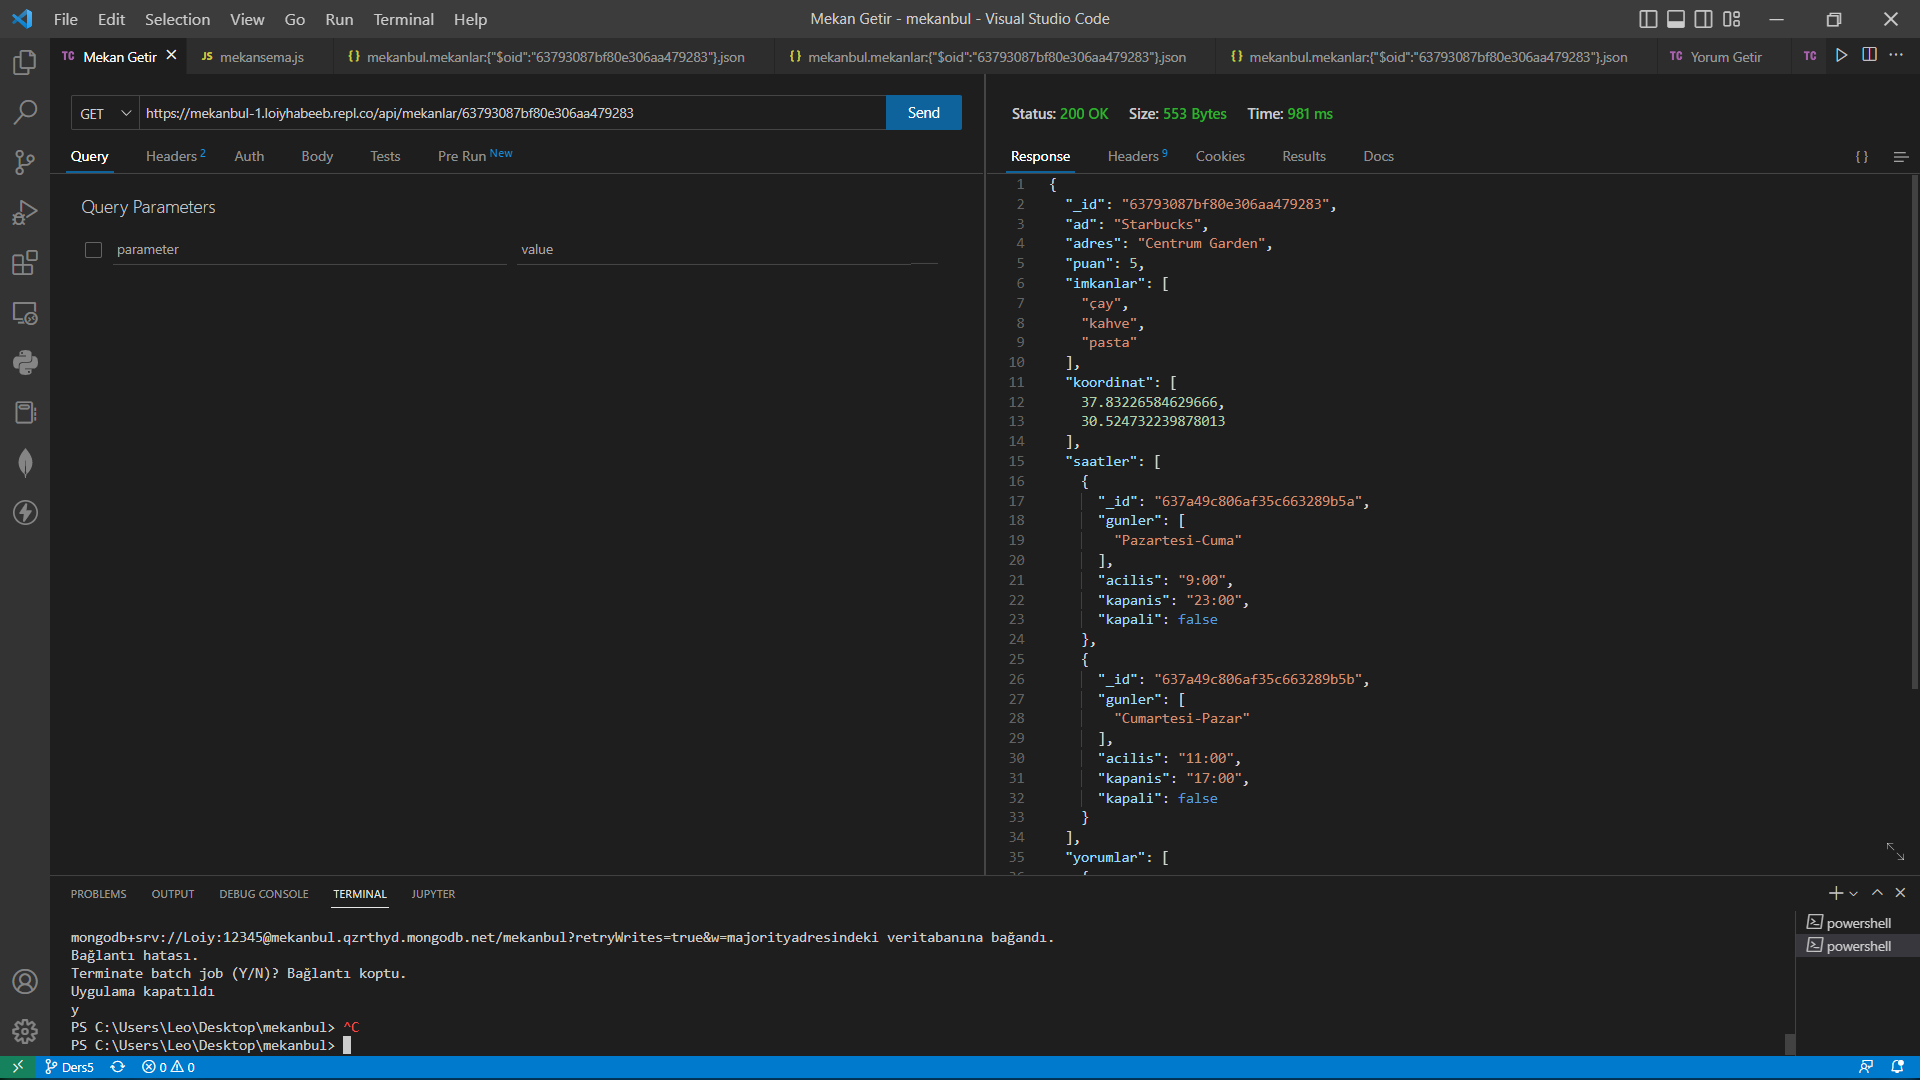 File Edit Selection View Go Run Terminal Help
Mekan Getir - mekanbul - Visual Studio Code
TC Mekan Getir
JS mekansema.js
{} mekanbul.mekanlar:{"$oid":"63793087bf80e306aa479283"}.json
{} mekanbul.mekanlar:{"$oid":"63793087bf80e306aa479283"}.json
{} mekanbul.mekanlar:{"$oid":"63793087bf80e306aa479283"}.json
TC Yorum Getir
TC
GET https://mekanbul-1.loiyhabeeb.repl.co/api/mekanlar/63793087bf80e306aa479283 Send
Query Headers 2 Auth Body Tests Pre Run New
Query Parameters
parameter value
Status: 200 OK Size: 553 Bytes Time: 981 ms
Response Headers 9 Cookies Results Docs {}
1 {
2 "_id": "63793087bf80e306aa479283",
3 "ad": "Starbucks",
4 "adres": "Centrum Garden",
5 "puan": 5,
6 "imkanlar": [
7 "çay",
8 "kahve",
9 "pasta"
10 ],
11 "koordinat": [
12 37.83226584629666,
13 30.524732239878013
14 ],
15 "saatler": [
16 {
17 "_id": "637a49c806af35c663289b5a",
18 "gunler": [
19 "Pazartesi-Cuma"
20 ],
21 "acilis": "9:00",
22 "kapanis": "23:00",
23 "kapali": false
24 },
25 {
26 "_id": "637a49c806af35c663289b5b",
27 "gunler": [
28 "Cumartesi-Pazar"
29 ],
30 "acilis": "11:00",
31 "kapanis": "17:00",
32 "kapali": false
33 }
34 ],
35 "yorumlar": [
PROBLEMS OUTPUT DEBUG CONSOLE TERMINAL JUPYTER
mongodb+srv://Loiy:12345@mekanbul.qzrthyd.mongodb.net/mekanbul?retryWrites=true&w=majorityadresindeki veritabanına bağandı.
Bağlantı hatası.
Terminate batch job (Y/N)? Bağlantı koptu.
Uygulama kapatıldı
y
PS C:\Users\Leo\Desktop\mekanbul> ^C
PS C:\Users\Leo\Desktop\mekanbul>
powershell
powershell
Ders5 0 0